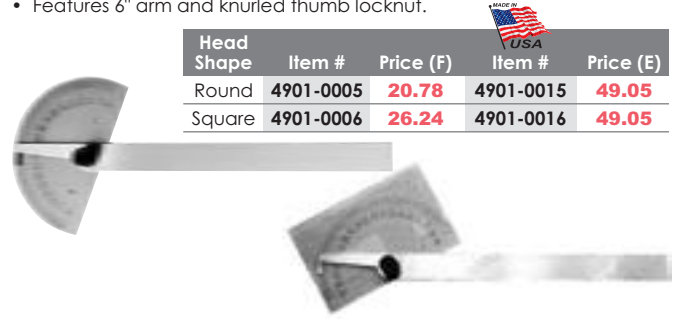 • Features 6" arm and knurled thumb locknut.
MADE IN
USA
Head
Shape Item # Price (F) Item # Price (E)
Round 4901-0005 20.78 4901-0015 49.05
Square 4901-0006 26.24 4901-0016 49.05